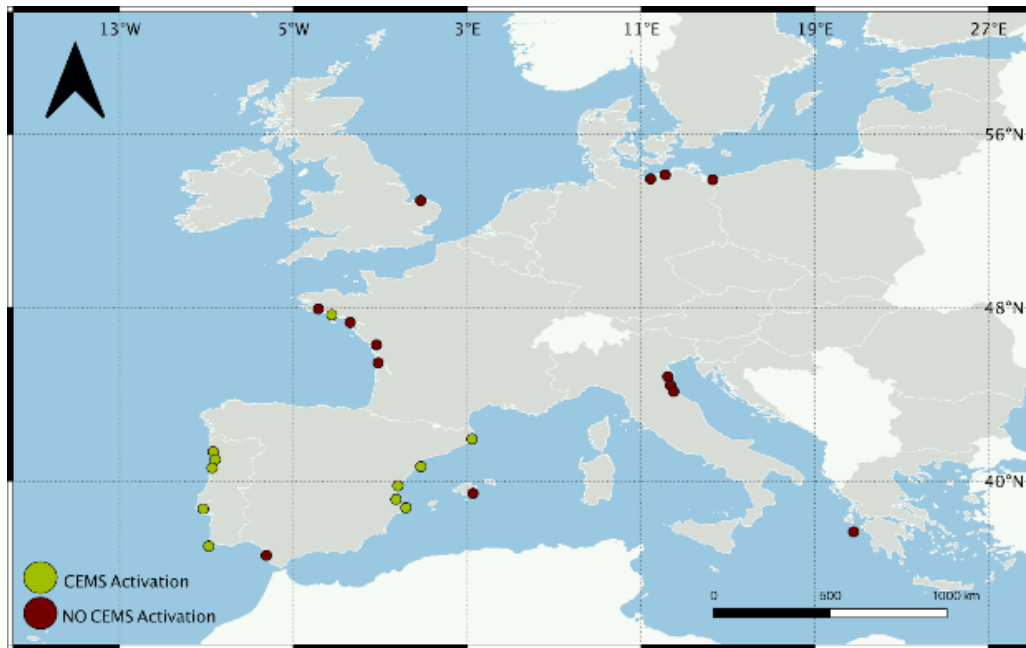 13°W 5°W 3°E 11°E 19°E 27°E
56°N
48°N
40°N
CEMS Activation
NO CEMS Activation
0 500 1000 km